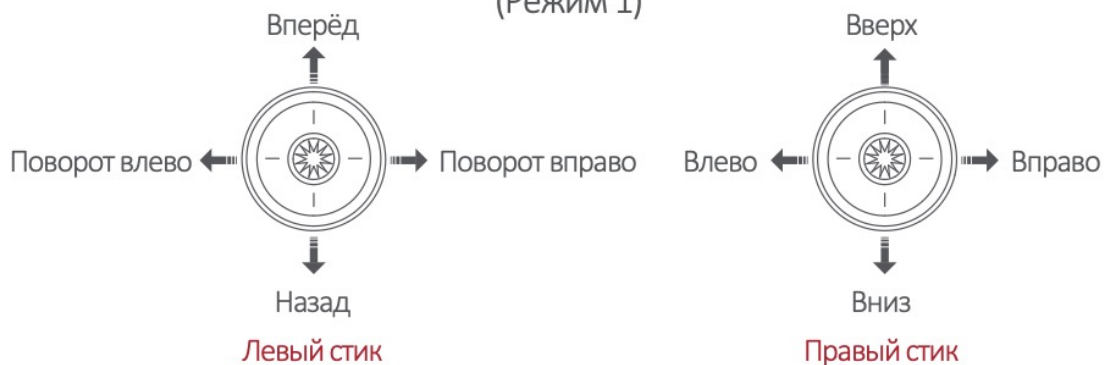 (Режим 1)
Вперёд
Вверх
Поворот влево
Поворот вправо
Влево
Вправо
Назад
Вниз
Левый стик
Правый стик